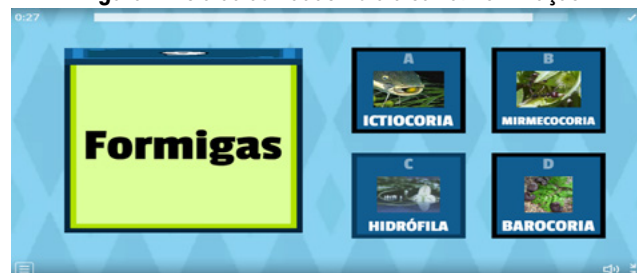 0:27
Formigas
A
ICTIOCORIA
B
MIRMECOCORIA
C
HIDRÓFILA
D
BAROCORIA